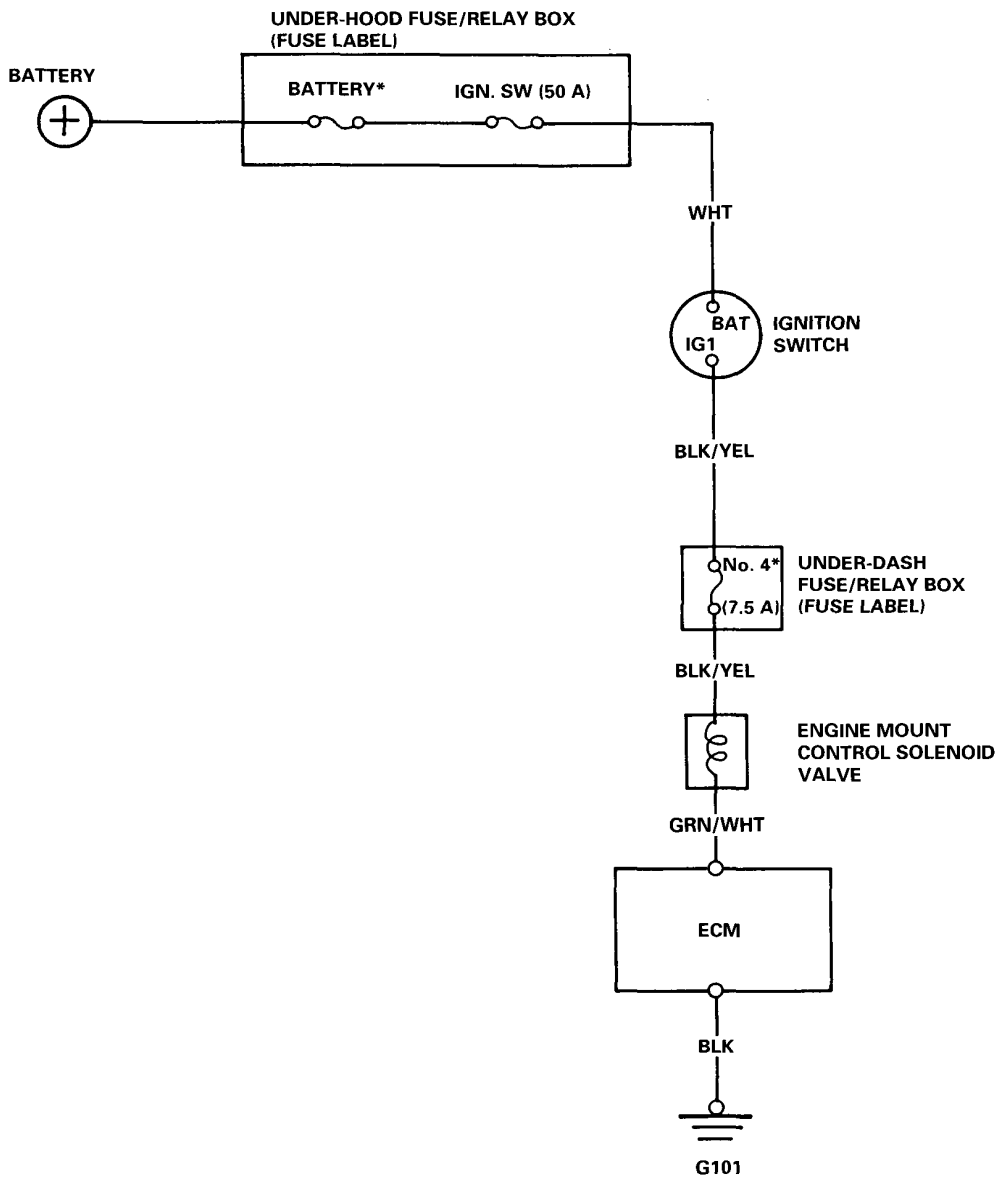 UNDER-HOOD FUSE/RELAY BOX
(FUSE LABEL)
BATTERY
BATTERY*
IGN. SW (50 A)
WHT
BAT
IG1
IGNITION
SWITCH
BLK/YEL
No. 4*
(7.5 A)
UNDER-DASH
FUSE/RELAY BOX
(FUSE LABEL)
BLK/YEL
ENGINE MOUNT
CONTROL SOLENOID
VALVE
GRN/WHT
ECM
BLK
G101